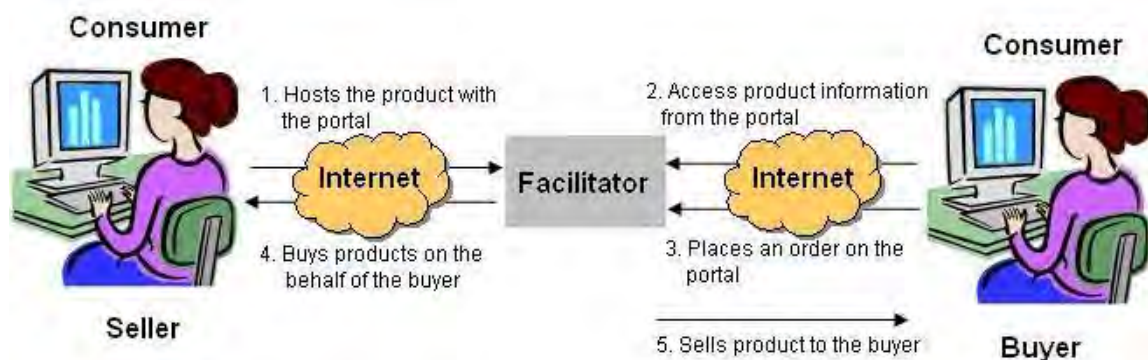 Consumer
Consumer
1. Hosts the product with
the portal
2. Access product information
from the portal
Internet
Facilitator
Internet
4. Buys products on the
behalf of the buyer
3. Places an order on the
portal
Seller
5. Sells product to the buyer
Buyer